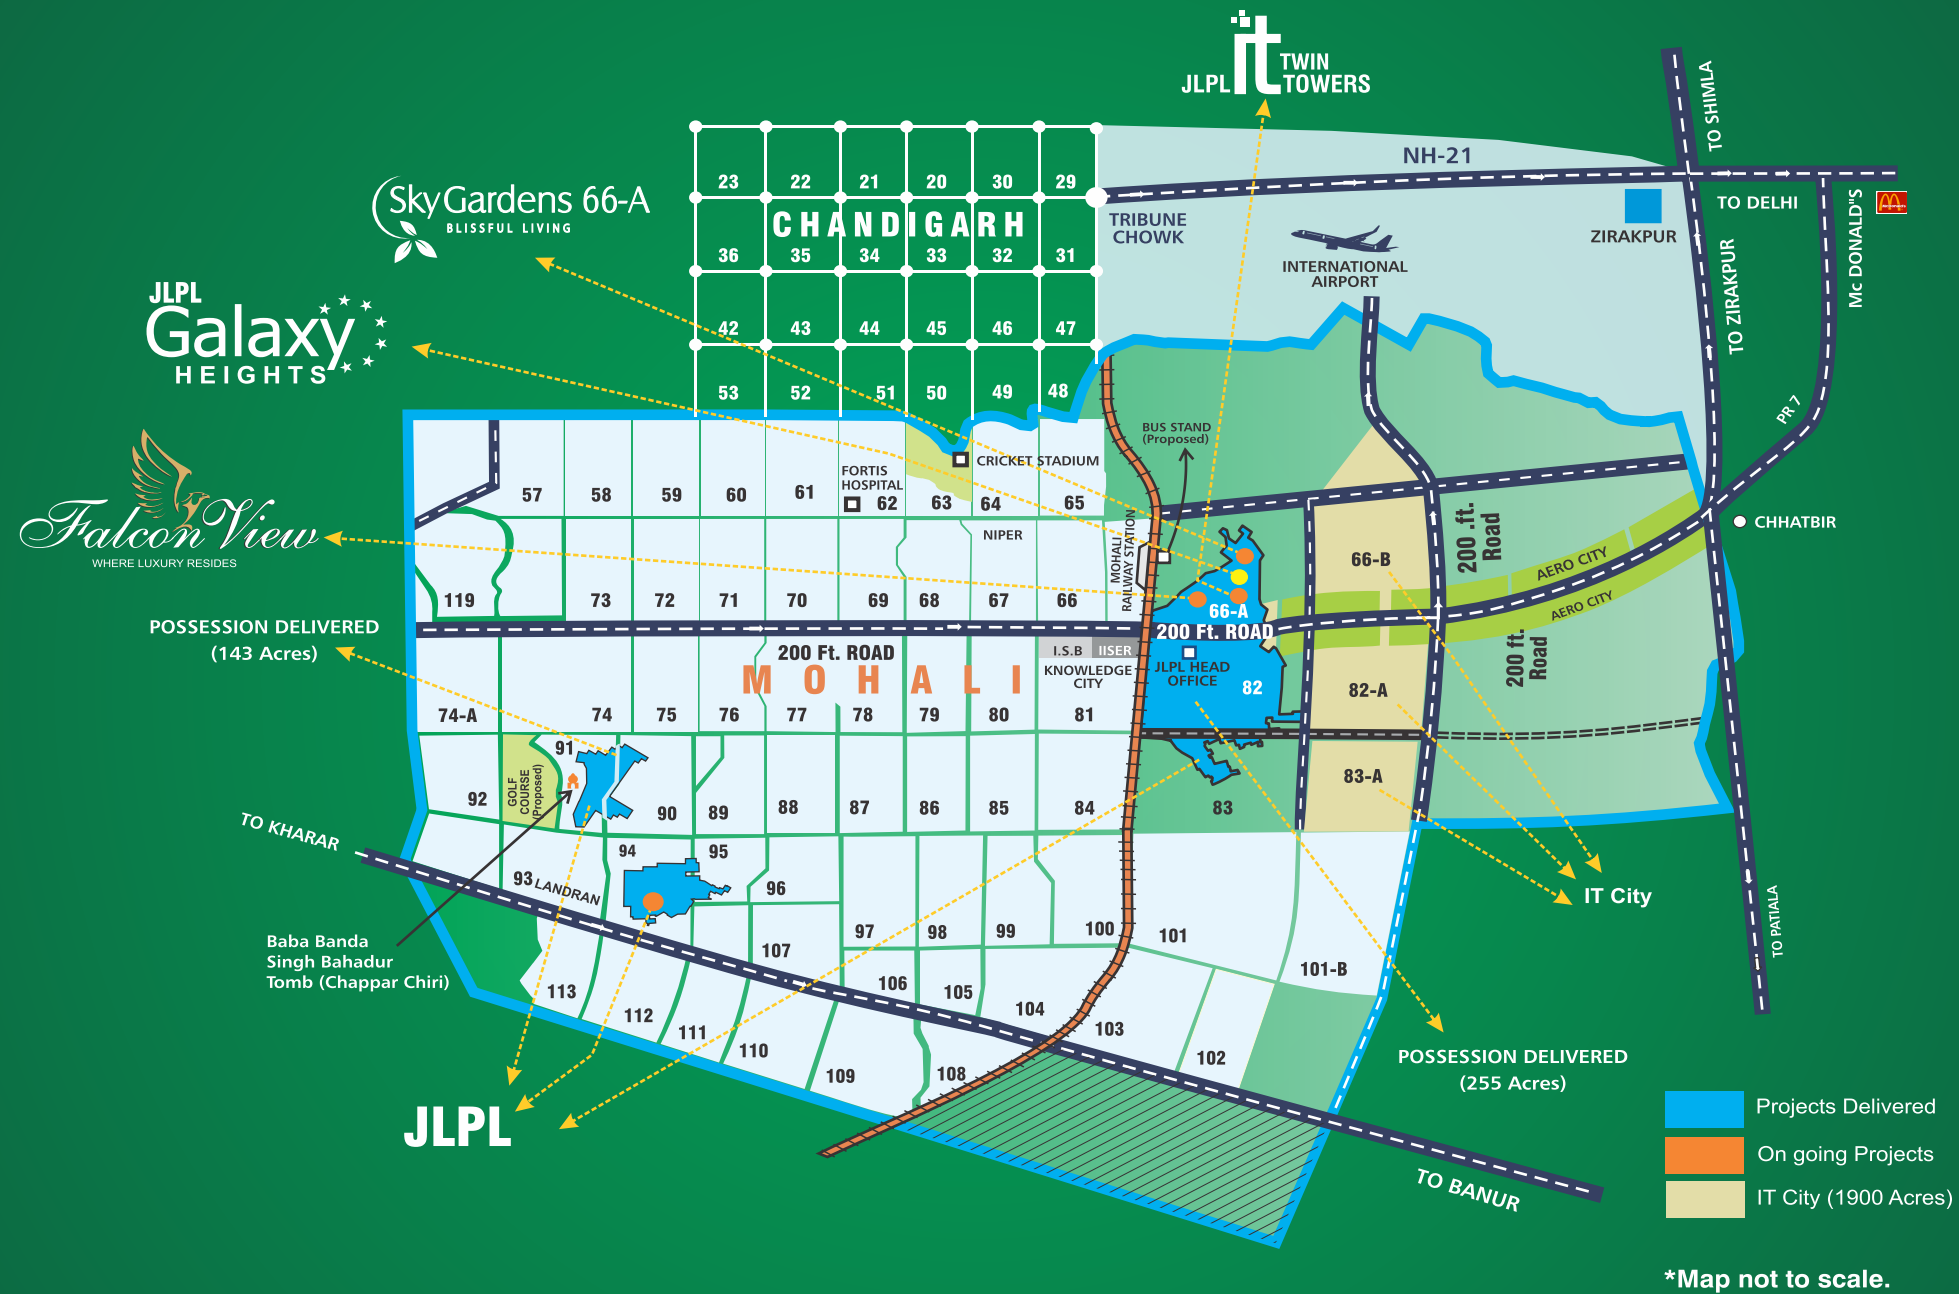 JLPL it TWIN
TOWERS
TO SHIMLA
NH-21
TRIBUNE
CHOWK
INTERNATIONAL
AIRPORT
ZIRAKPUR
TO DELHI
TO ZIRAKPUR
Mc DONALD"S
PR 7
SkyGardens 66-A
BLISSFUL LIVING
JLPL
Galaxy
HEIGHTS
Falcon View
WHERE LUXURY RESIDES
POSSESSION DELIVERED
(143 Acres)
23 22 21 20 30 29
CHANDIGARH
36 35 34 33 32 31
42 43 44 45 46 47
53 52 51 50 49 48
BUS STAND
(Proposed)
FORTIS
HOSPITAL
CRICKET STADIUM
57 58 59 60 61 62 63 64 65
NIPER
MOHALI
RAILWAY STATION
119 73 72 71 70 69 68 67 66
66-A
66-B
200 .ft.
Road
AERO CITY
AERO CITY
CHHATBIR
200 Ft. ROAD
200 Ft. ROAD
I.S.B IISER
KNOWLEDGE
CITY
JLPL HEAD
OFFICE
200 ft.
Road
MOHALI
74-A 74 75 76 77 78 79 80 81 82 82-A
GOLF
COURSE
(Proposed)
92 91 90 89 88 87 86 85 84 83 83-A
TO KHARAR
93 LANDRAN
94 95 96
97 98 99 100 101 101-B
IT City
TO PATIALA
Baba Banda
Singh Bahadur
Tomb (Chappar Chiri)
107 106 105 104 103 102
113 112 111 110 109 108
JLPL
POSSESSION DELIVERED
(255 Acres)
TO BANUR
Projects Delivered
On going Projects
IT City (1900 Acres)
*Map not to scale.